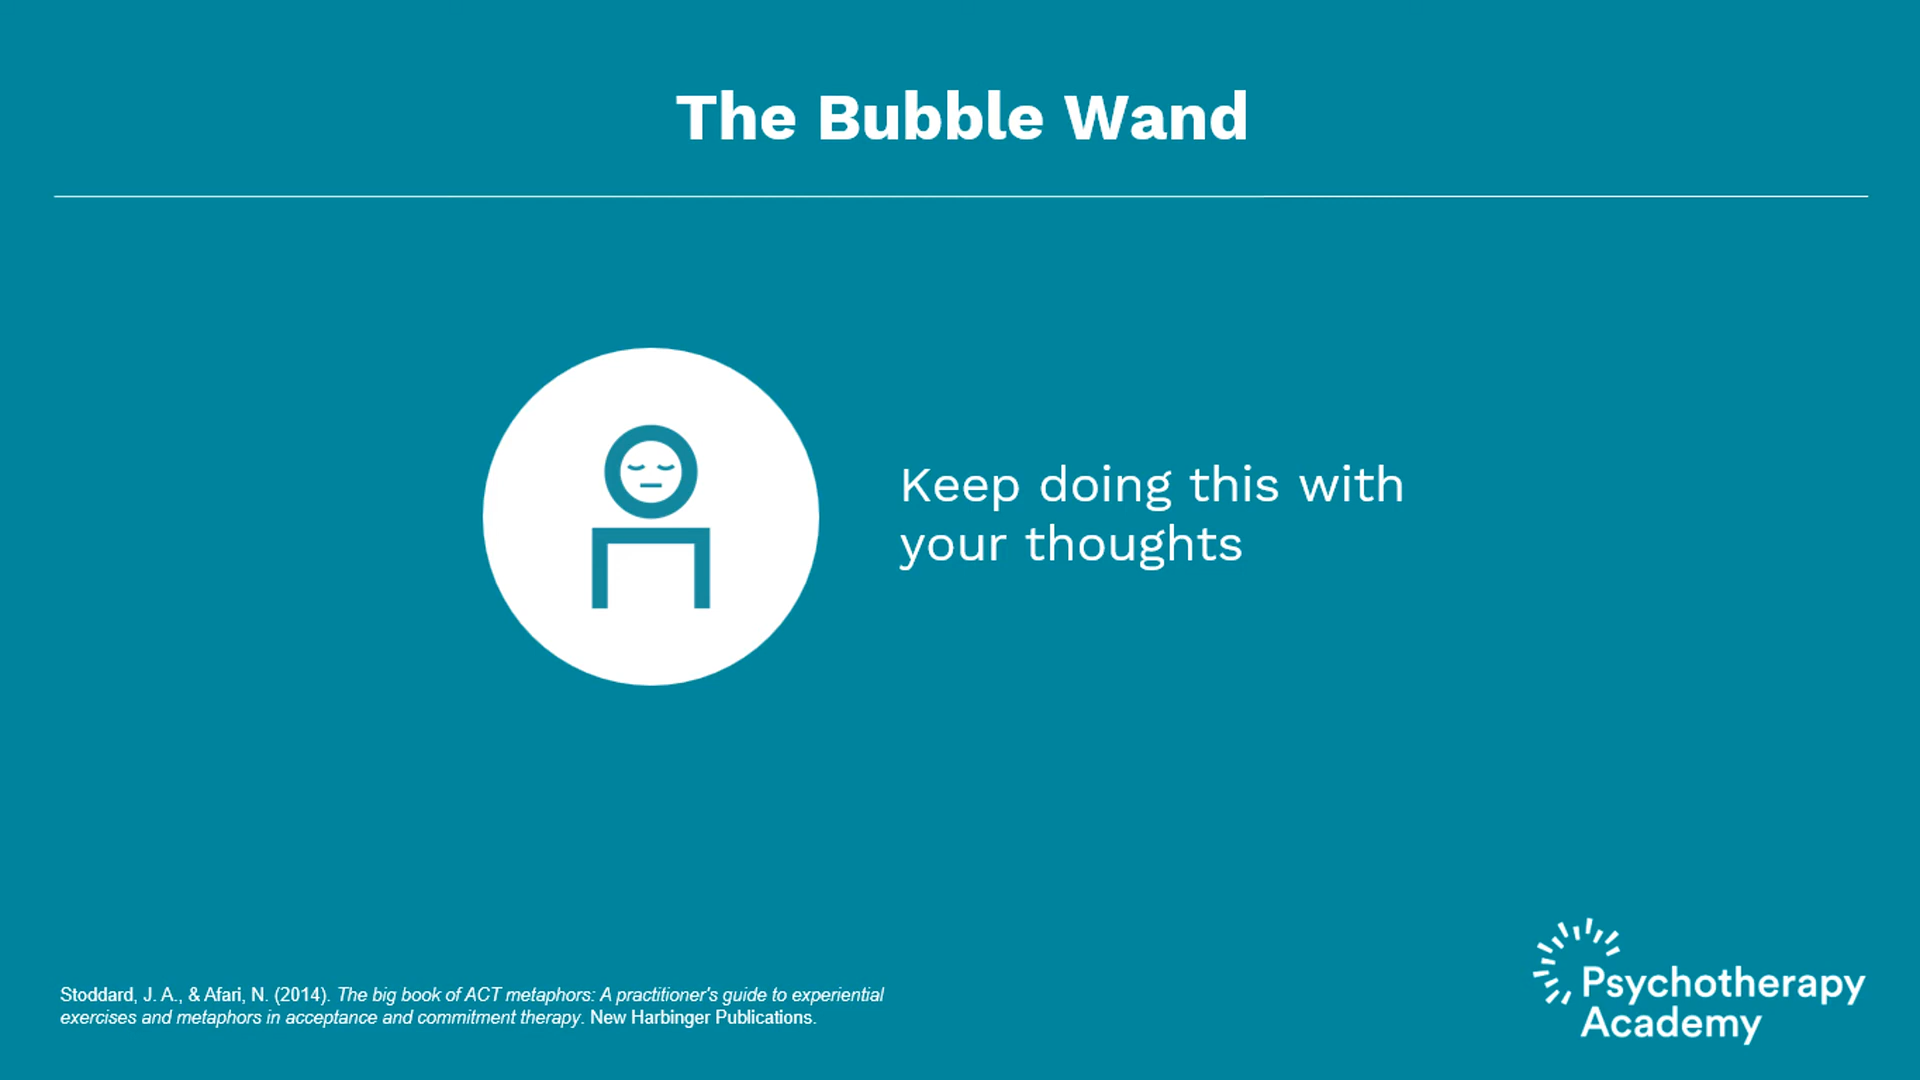 The Bubble Wand
Keep doing this with
your thoughts
Stoddard, J. A., & Afari, N. (2014). The big book of ACT metaphors: A practitioner's guide to experiential
exercises and metaphors in acceptance and commitment therapy. New Harbinger Publications.
Psychotherapy
Academy